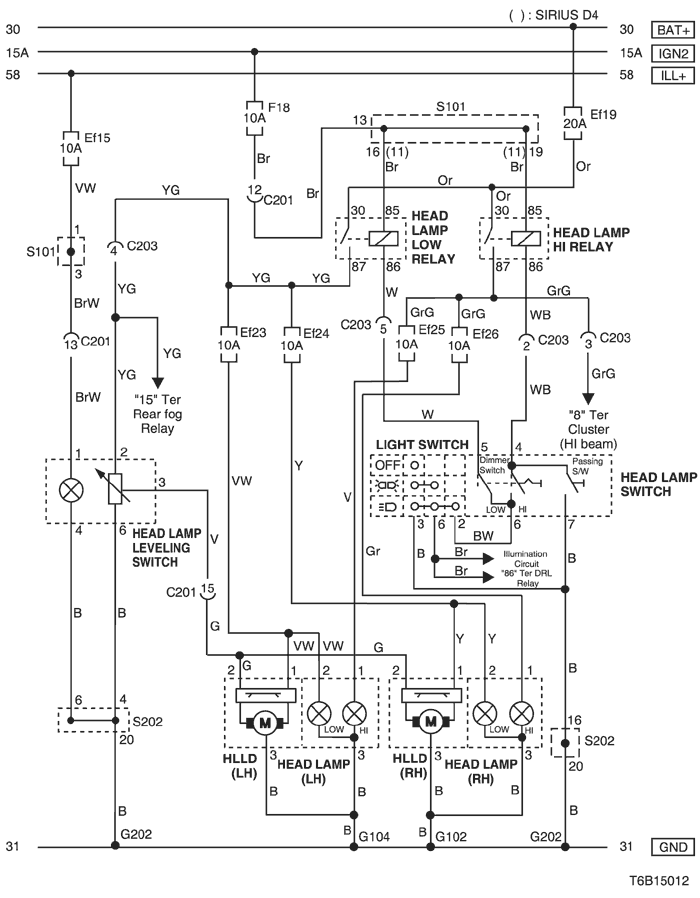 ( ) : SIRIUS D4
30 30 BAT+
15A 15A IGN2
58 58 ILL+
F18
10A
S101
13
Ef19
20A
Ef15
10A
16 (11) (11) 19
Br Br Br Or
VW
12 C201
Br
YG
Or
Or
30 85
HEAD
LAMP
LOW
RELAY
30 85
HEAD LAMP
HI RELAY
87 86
87 86
1
S101
3
4 C203
YG YG
YG
W
GrG
BrW
13 C201
YG
YG
Ef23
10A
Ef24
10A
C203 5
GrG
Ef25
10A
GrG
Ef26
10A
WB
2 C203
3 C203
GrG
BrW
"15" Ter
Rear fog
Relay
WB
"8" Ter
Cluster
(HI beam)
W
LIGHT SWITCH
5 4
OFF
Dimmer
Switch
Passing
S/W
HEAD LAMP
SWITCH
LOW HI
3 6 2 6 7
1 2
3
4 6
HEAD LAMP
LEVELING
SWITCH
VW
Y
V
Gr
V
B
BW
Br
Br
Illumination
Circuit
"86" Ter DRL
Relay
B
C201 15
G
B B
VW VW
G
G
Y Y
B
2 1 2 1
2 1 2 1
M
LOW HI
M
LOW HI
3 3
3 3
HLLD
(LH)
HEAD LAMP
(LH)
HLLD
(RH)
HEAD LAMP
(RH)
6 4
S202
20
16
S202
20
B B B B
B B
B B
G202 G104 G102 G202
31 31 GND
T6B15012